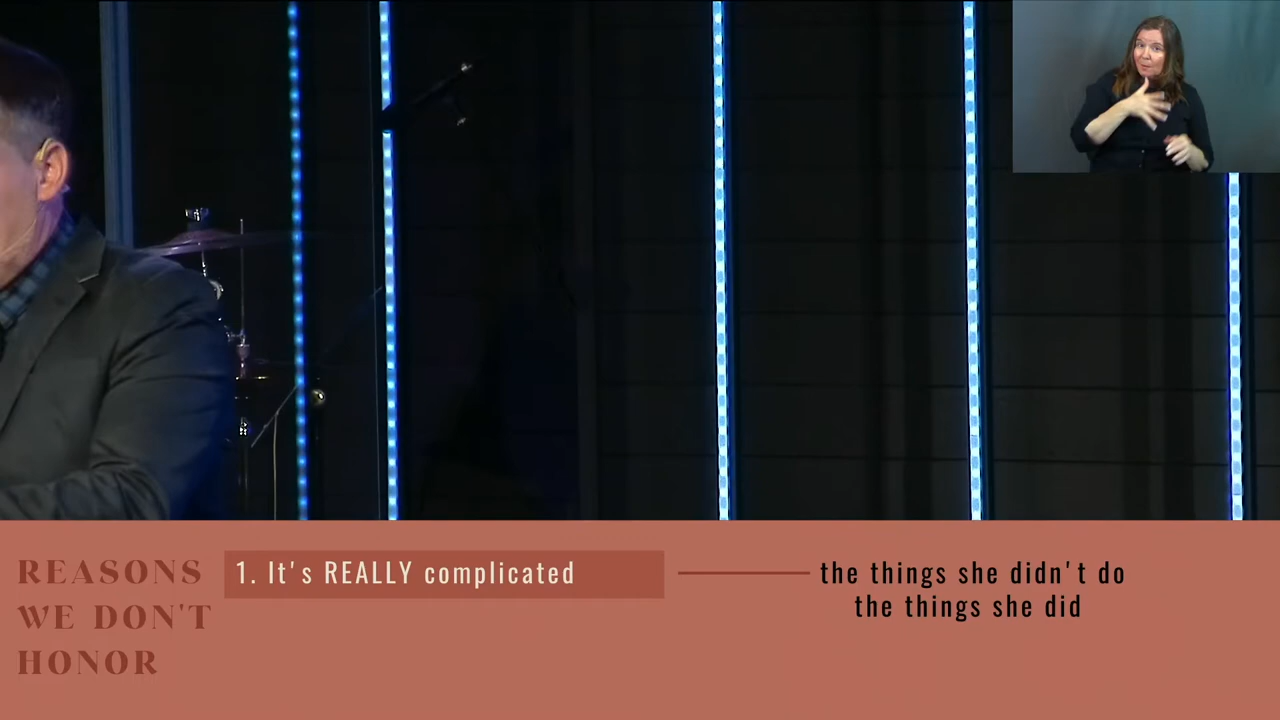 REASONS
WE DON'T
HONOR
1. It's REALLY complicated
the things she didn't do
the things she did